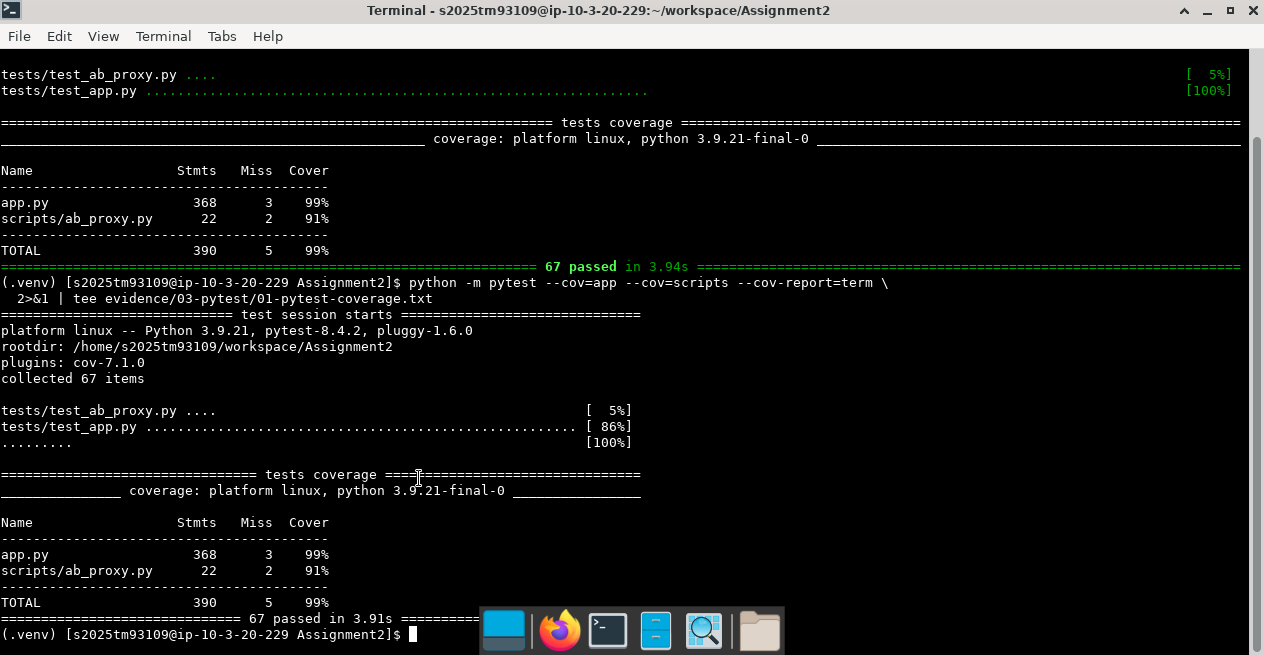 Terminal - s2025tm93109@ip-10-3-20-229:~/workspace/Assignment2
File Edit View Terminal Tabs Help
tests/test_ab_proxy.py .... [  5%]
tests/test_app.py ............................................................... [100%]
===================================================================== tests coverage ======================================================================
_____________________________________________________ coverage: platform linux, python 3.9.21-final-0 _____________________________________________________
Name                  Stmts   Miss  Cover
-----------------------------------------
app.py                  368      3    99%
scripts/ab_proxy.py      22      2    91%
-----------------------------------------
TOTAL                   390      5    99%
=================================================================== 67 passed in 3.94s ====================================================================
(.venv) [s2025tm93109@ip-10-3-20-229 Assignment2]$ python -m pytest --cov=app --cov=scripts --cov-report=term \
  2>&1 | tee evidence/03-pytest/01-pytest-coverage.txt
============================= test session starts ==============================
platform linux -- Python 3.9.21, pytest-8.4.2, pluggy-1.6.0
rootdir: /home/s2025tm93109/workspace/Assignment2
plugins: cov-7.1.0
collected 67 items
tests/test_ab_proxy.py ....                                              [  5%]
tests/test_app.py ...................................................... [ 86%]
.........                                                                [100%]
================================ tests coverage ================================
_______________ coverage: platform linux, python 3.9.21-final-0 ________________
Name                  Stmts   Miss  Cover
-----------------------------------------
app.py                  368      3    99%
scripts/ab_proxy.py      22      2    91%
-----------------------------------------
TOTAL                   390      5    99%
============================== 67 passed in 3.91s ==========
(.venv) [s2025tm93109@ip-10-3-20-229 Assignment2]$